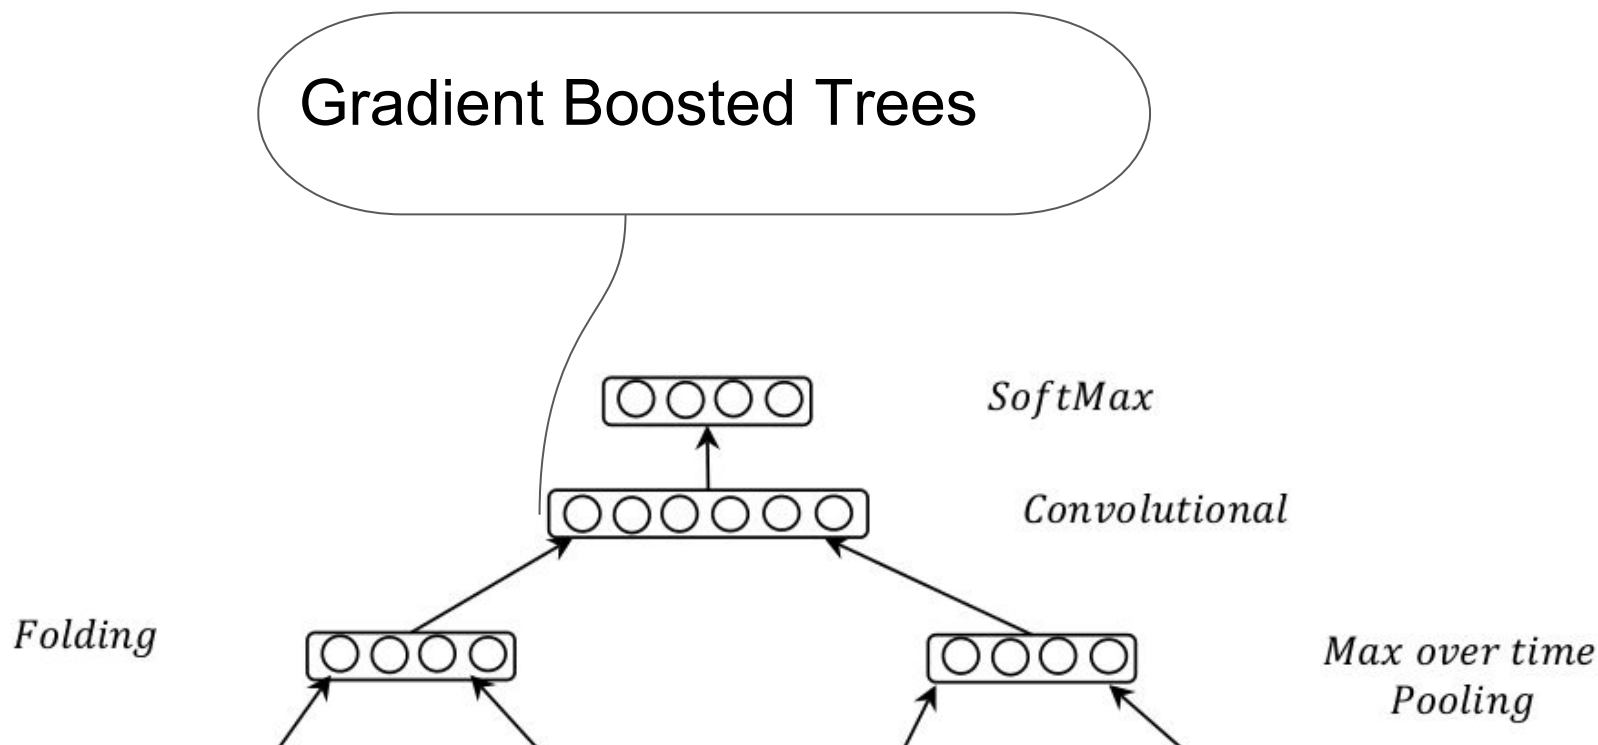 Gradient Boosted Trees
SoftMax
Convolutional
Folding
Max over time
Pooling